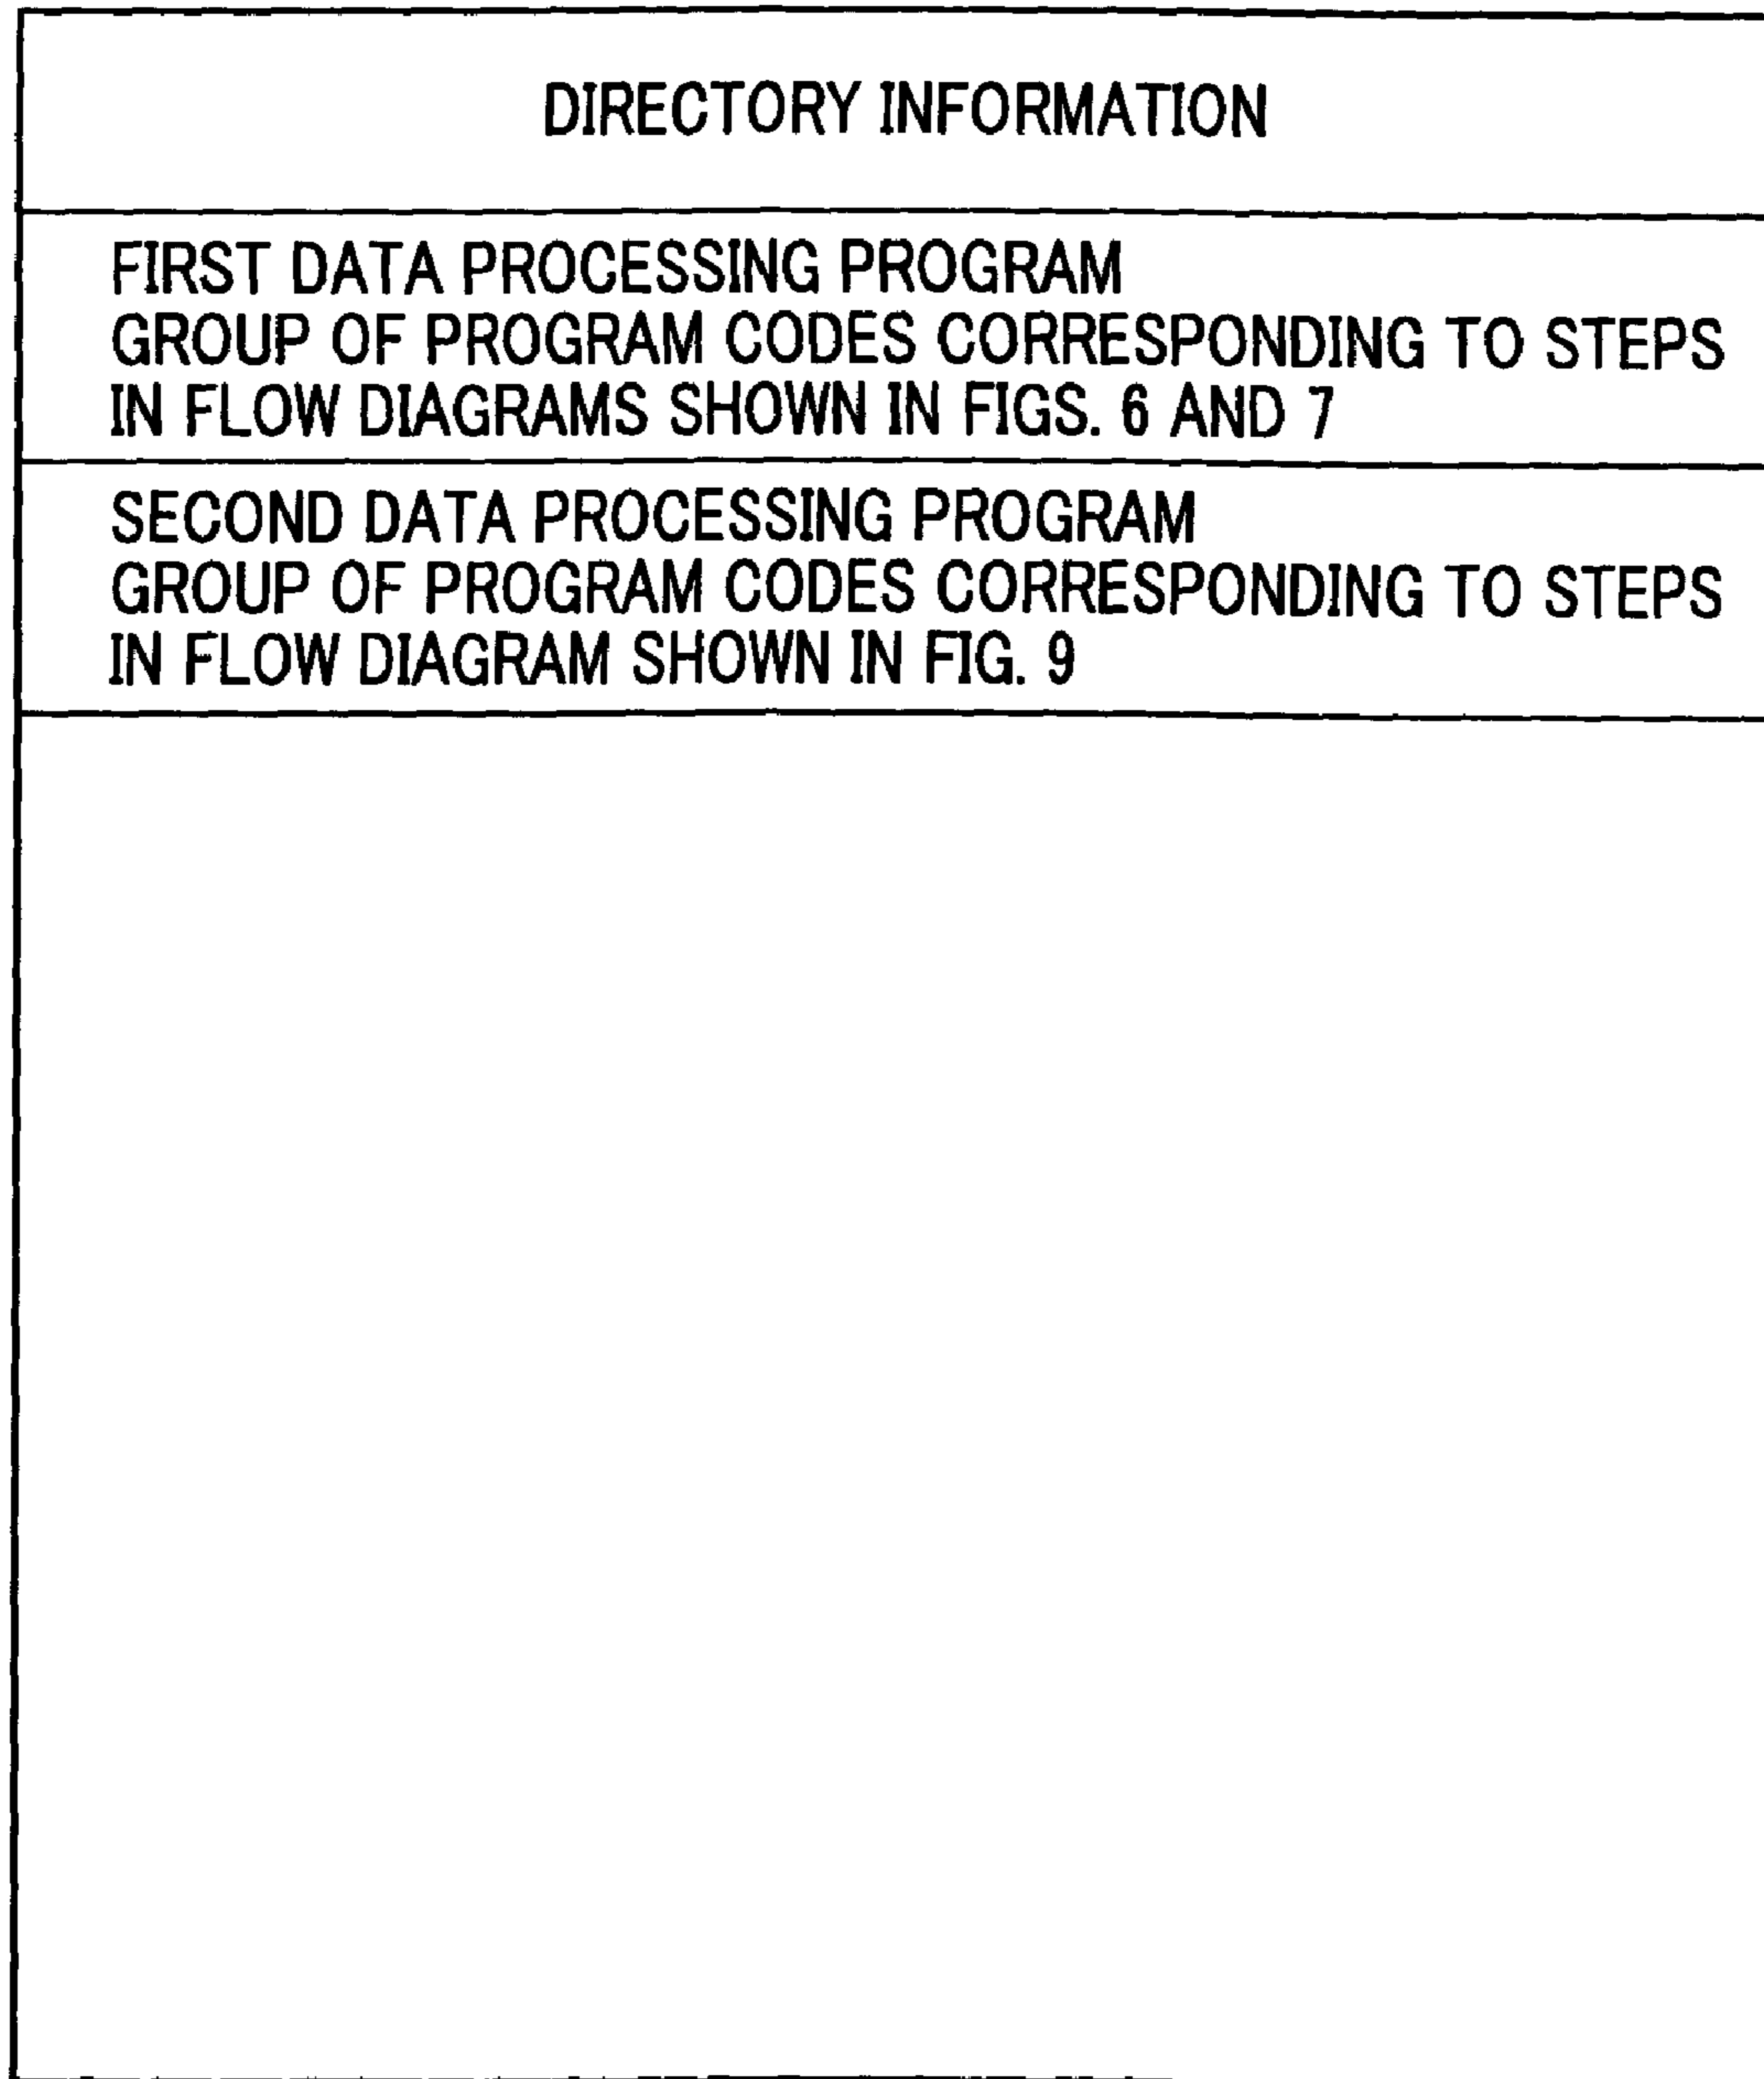 DIRECTORY INFORMATION
FIRST DATA PROCESSING PROGRAM
GROUP OF PROGRAM CODES CORRESPONDING TO STEPS
IN FLOW DIAGRAMS SHOWN IN FIGS. 6 AND 7
SECOND DATA PROCESSING PROGRAM
GROUP OF PROGRAM CODES CORRESPONDING TO STEPS
IN FLOW DIAGRAM SHOWN IN FIG. 9